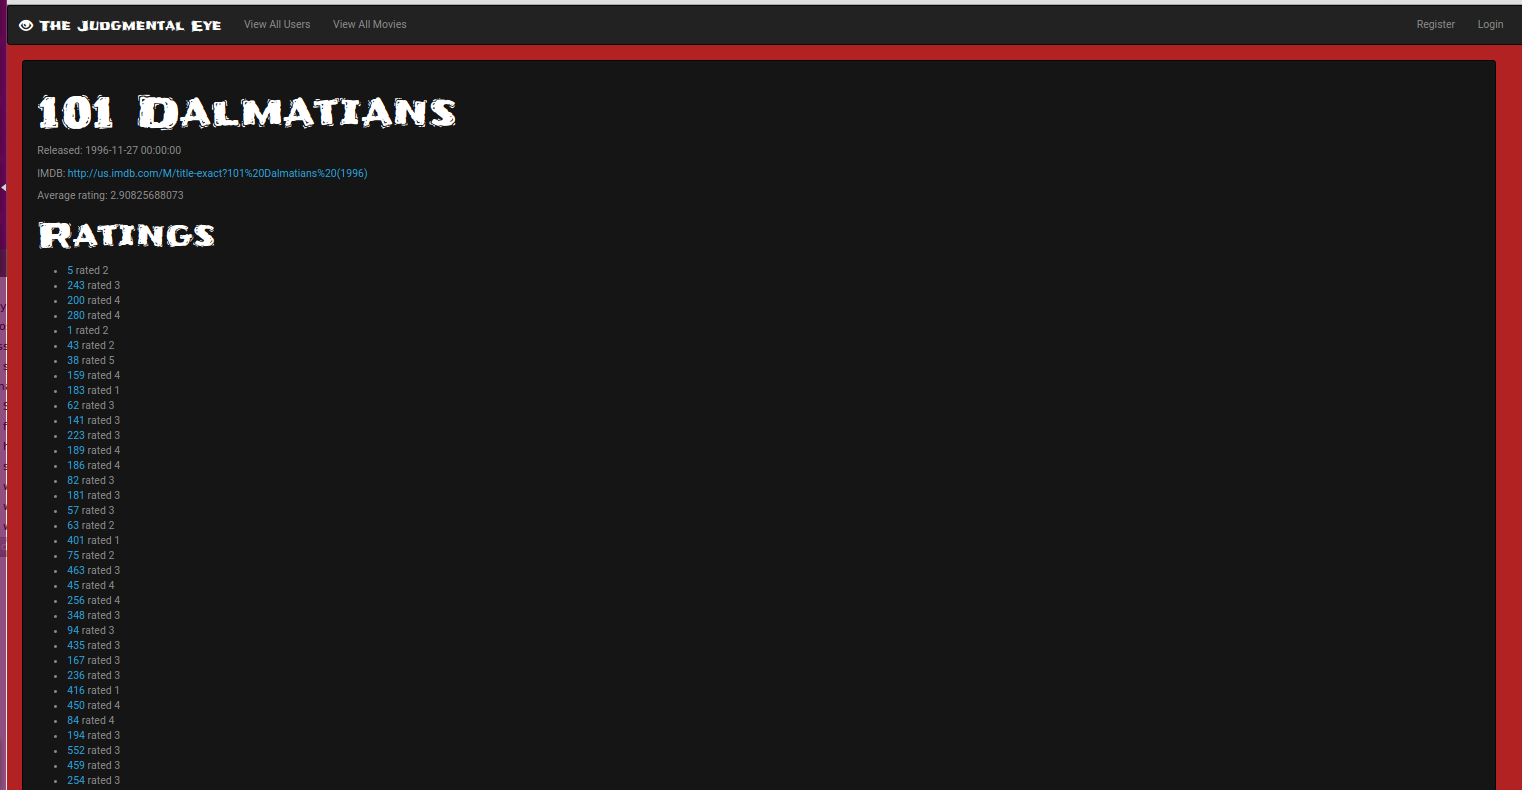 The Judgmental Eye View All Users View All Movies Register Login
101 Dalmatians
Released: 1996-11-27 00:00:00
IMDB: http://us.imdb.com/M/title-exact?101%20Dalmatians%20(1996)
Average rating: 2.90825688073
Ratings
5 rated 2
243 rated 3
200 rated 4
280 rated 4
1 rated 2
43 rated 2
38 rated 5
159 rated 4
183 rated 1
62 rated 3
141 rated 3
223 rated 3
189 rated 4
186 rated 4
82 rated 3
181 rated 3
57 rated 3
63 rated 2
401 rated 1
75 rated 2
463 rated 3
45 rated 4
256 rated 4
348 rated 3
94 rated 3
435 rated 3
167 rated 3
236 rated 3
416 rated 1
450 rated 4
84 rated 4
194 rated 3
552 rated 3
459 rated 3
254 rated 3